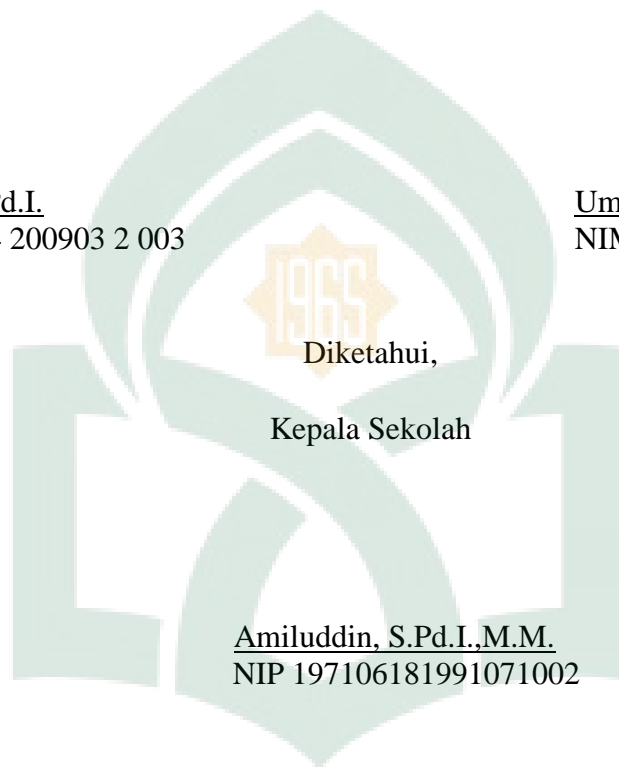 d.I.
Um
200903 2 003
NIM
1965
Diketahui,
Kepala Sekolah
Amiluddin, S.Pd.I.,M.M.
NIP 197106181991071002